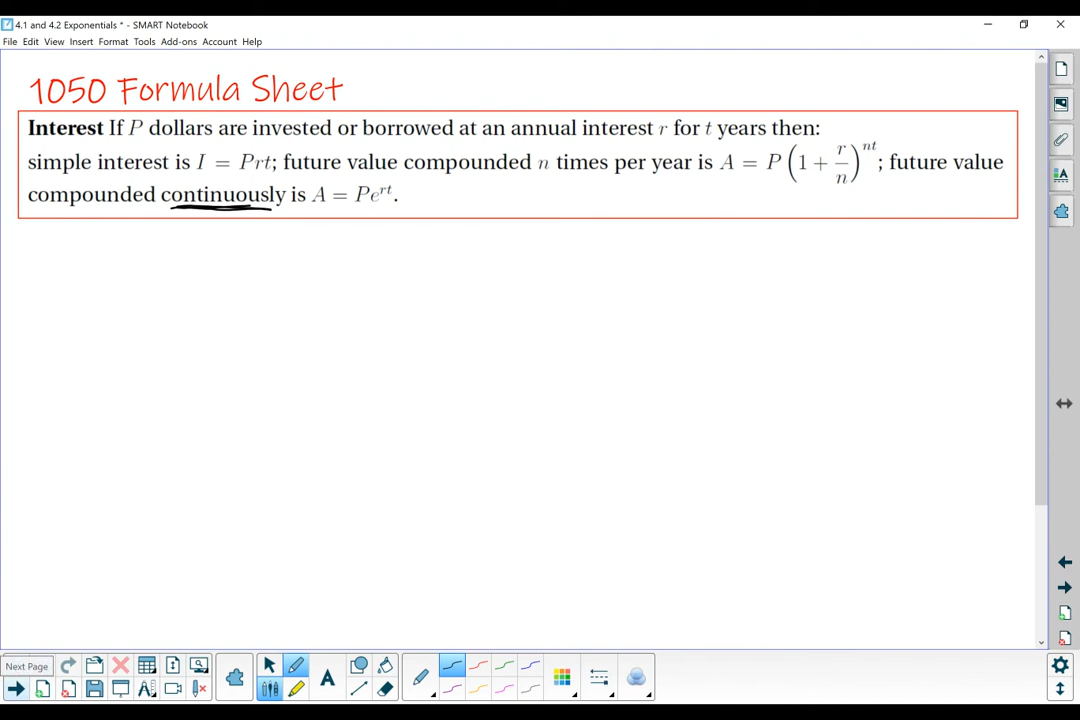 4.1 and 4.2 Exponentials * - SMART Notebook
File Edit View Insert Format Tools Add-ons Account Help
1050 Formula Sheet
Interest If P dollars are invested or borrowed at an annual interest r for t years then:
simple interest is I = Prt; future value compounded n times per year is A = P(1 + r/n)^{nt}; future value
compounded continuously is A = Pe^{rt}.
Next Page